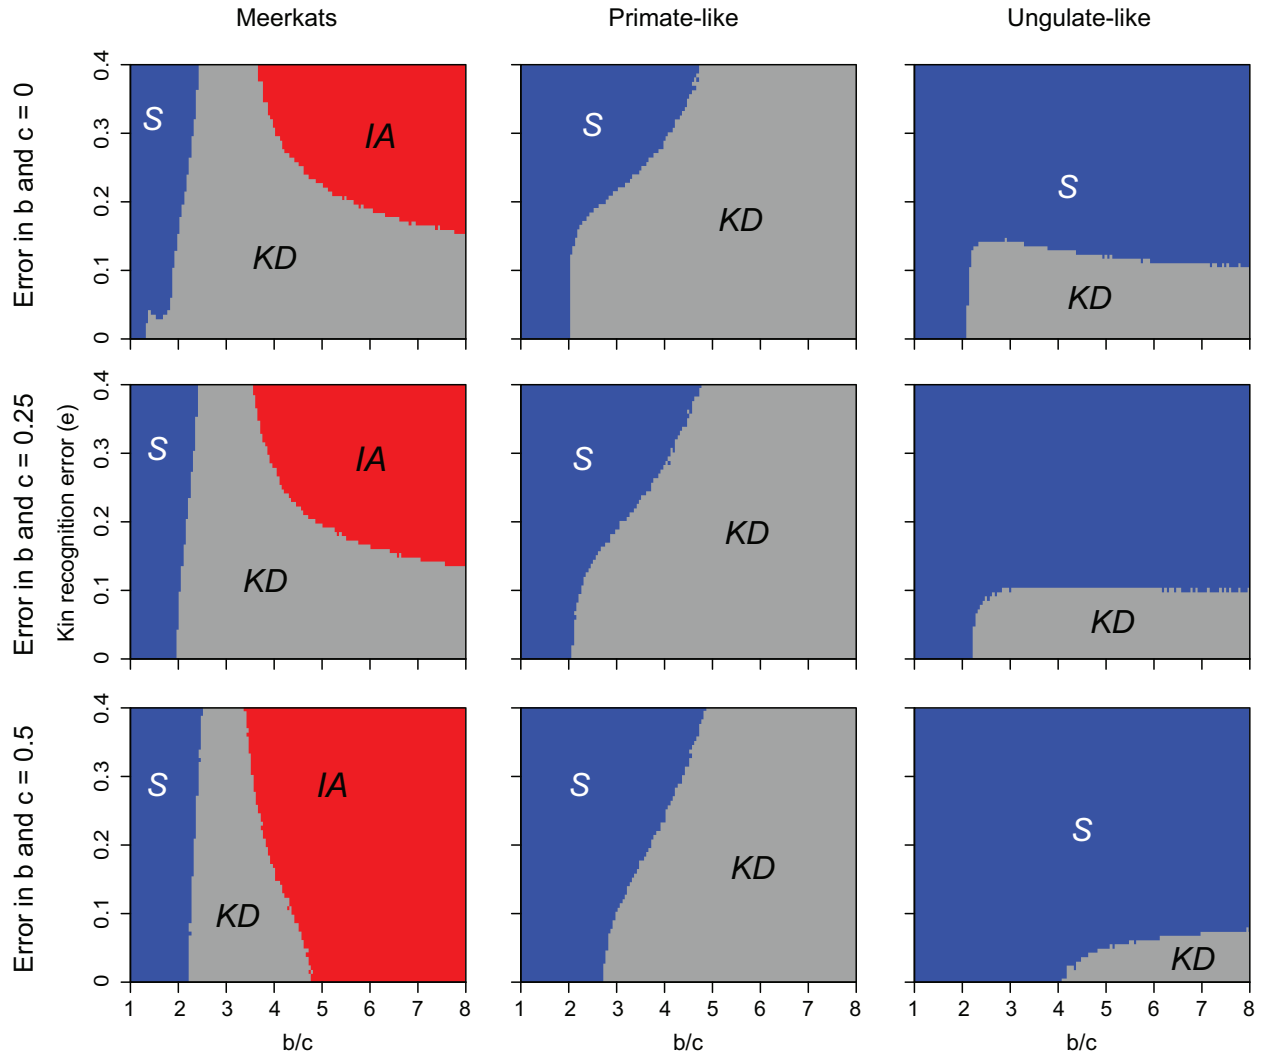 Meerkats Primate-like Ungulate-like
Error in b and c = 0
0.4
0.3
0.2
0.1
0
S
IA
KD
S
KD
S
KD
Error in b and c = 0.25
Kin recognition error (e)
0.4
0.3
0.2
0.1
0
S
IA
KD
S
KD
KD
Error in b and c = 0.5
0.4
0.3
0.2
0.1
0
S
IA
KD
S
KD
S
KD
1 2 3 4 5 6 7 8 1 2 3 4 5 6 7 8 1 2 3 4 5 6 7 8
b/c b/c b/c